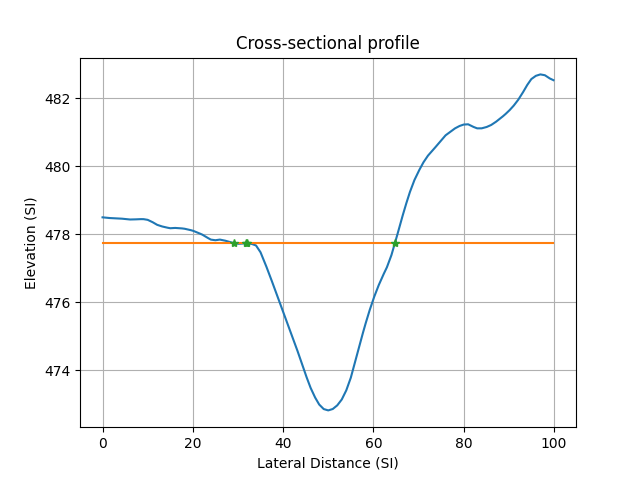 Cross-sectional profile
482
480
478
476
474
Elevation (SI)
0 20 40 60 80 100
Lateral Distance (SI)